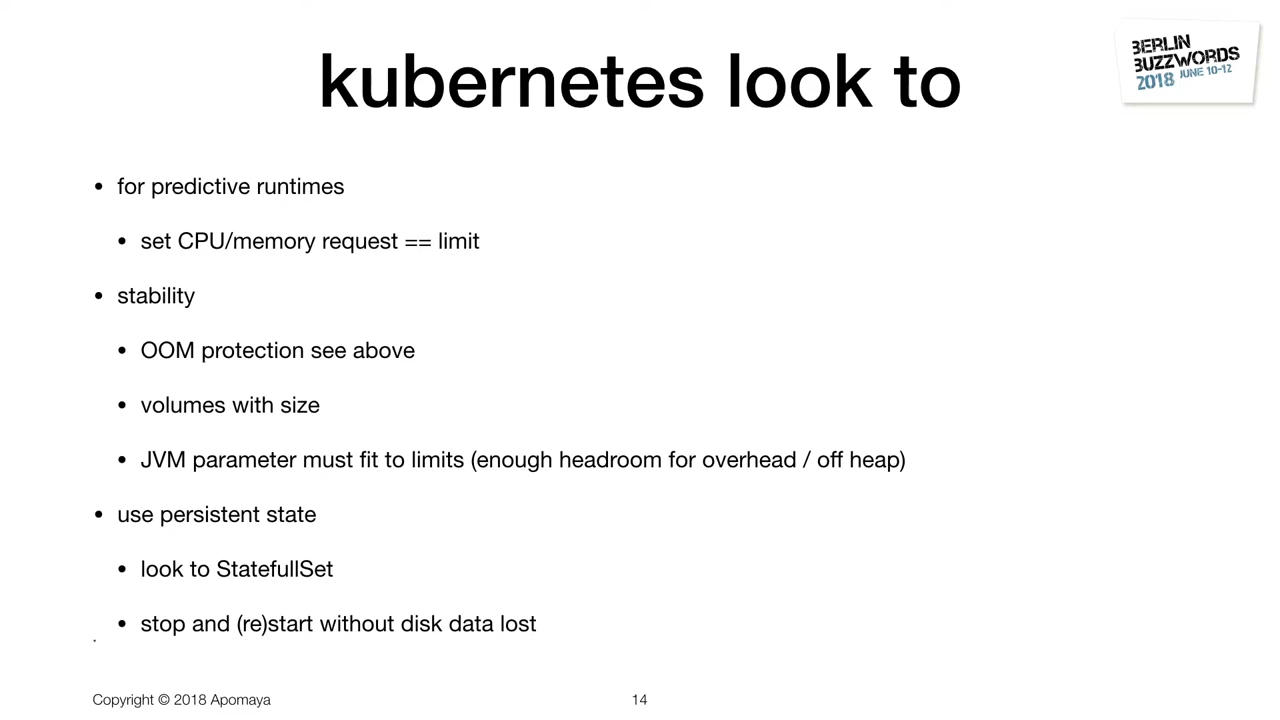 kubernetes look to
BERLIN
BUZZWORDS
2018 JUNE 10-12
• for predictive runtimes
• set CPU/memory request == limit
• stability
• OOM protection see above
• volumes with size
• JVM parameter must fit to limits (enough headroom for overhead / off heap)
• use persistent state
• look to StatefullSet
• stop and (re)start without disk data lost
Copyright © 2018 Apomaya
14